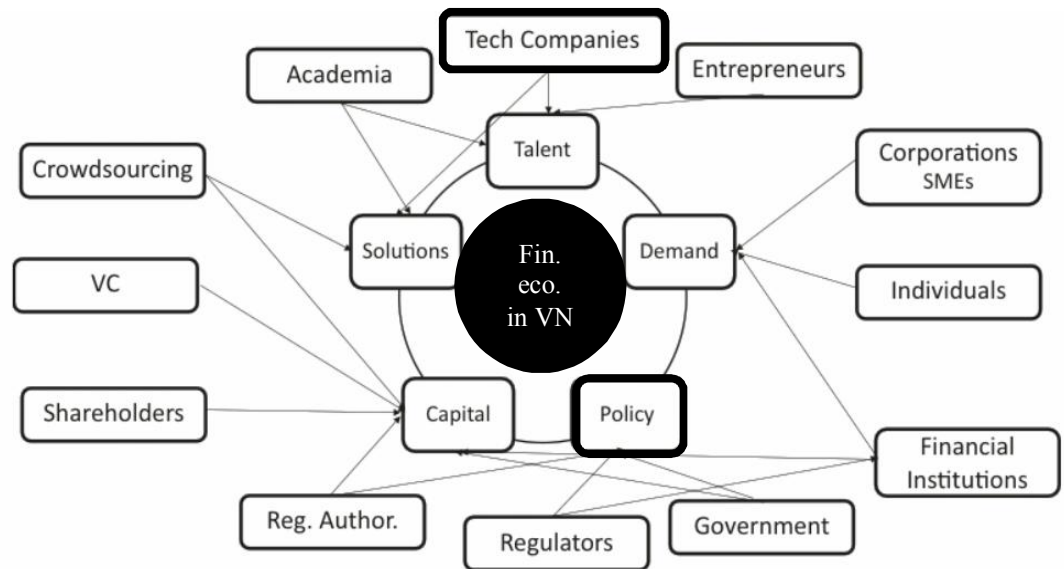 Tech Companies
Academia
Entrepreneurs
Talent
Crowdsourcing
Corporations
SMEs
Solutions
Fin.
eco.
in VN
Demand
VC
Individuals
Shareholders
Capital
Policy
Financial
Institutions
Reg. Author.
Regulators
Government